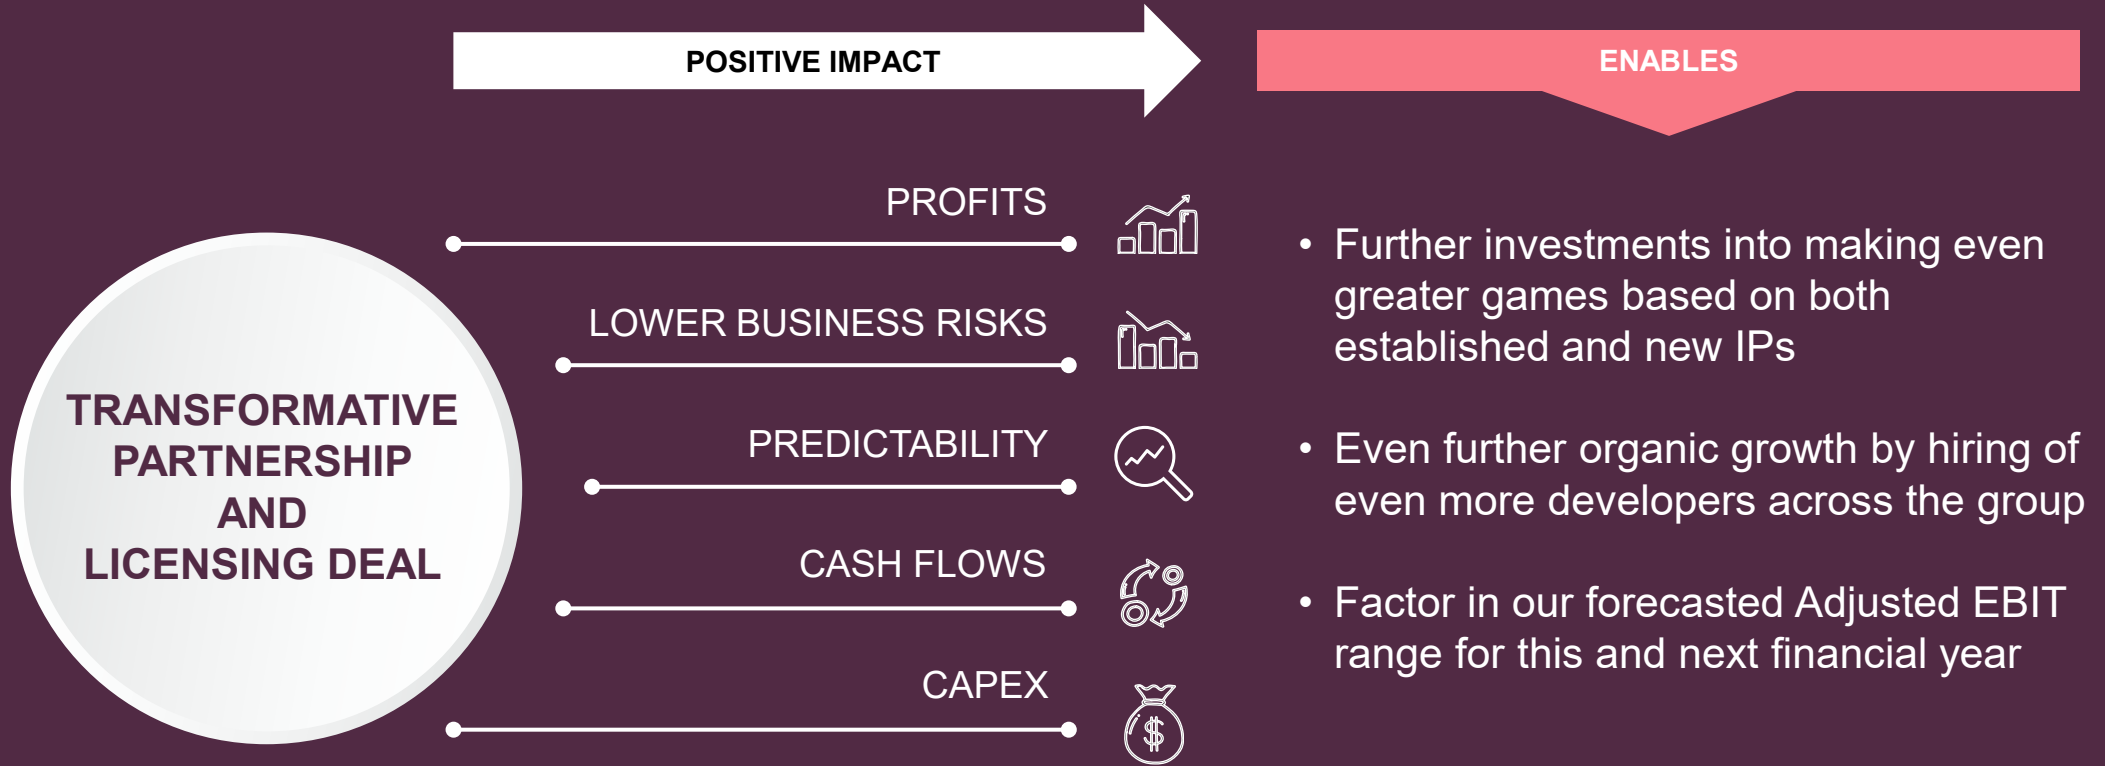 POSITIVE IMPACT
ENABLES
TRANSFORMATIVE
PARTNERSHIP
AND
LICENSING DEAL
PROFITS
LOWER BUSINESS RISKS
PREDICTABILITY
CASH FLOWS
CAPEX
$
• Further investments into making even
greater games based on both
established and new IPs
• Even further organic growth by hiring of
even more developers across the group
• Factor in our forecasted Adjusted EBIT
range for this and next financial year